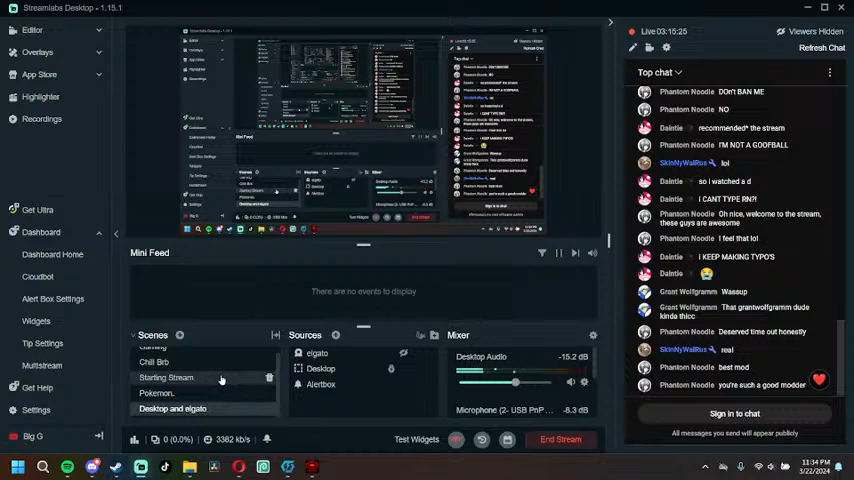 Streamlabs Desktop - 1.15.1
Editor
Overlays
App Store
Highlighter
Recordings
Get Ultra
Dashboard
Dashboard Home
Cloudbot
Alert Box Settings
Widgets
Tip Settings
Multistream
Get Help
Settings
Big G
Mini Feed
There are no events to display
Scenes
Chill Brb
Starting Stream
Pokemon.
Desktop and elgato
Sources
elgato
Desktop
Alertbox
Mixer
Desktop Audio
-15.2 dB
Microphone (2- USB PnP...
-8.3 dB
0 (0.0%)
3382 kb/s
Test Widgets
End Stream
Live 03:15:25
Viewers Hidden
Refresh Chat
Top chat
Phantom Noodle DON't BAN ME
Phantom Noodle NO
Daintie recommended* the stream
Phantom Noodle I'M NOT A GOOFBALL
SkinNyWalRus lol
Daintie so i watched a d
Daintie I CANT TYPE RN?!
Phantom Noodle Oh nice, welcome to the stream,
these guys are awesome
Phantom Noodle I feel that lol
Daintie I KEEP MAKING TYPO'S
Daintie 😭
Grant Wolfgramm Wassup
Grant Wolfgramm That grantwolfgramm dude
kinda thicc
Phantom Noodle Deserved time out honestly
SkinNyWalRus real
Phantom Noodle best mod
Phantom Noodle you're such a good modder
Sign in to chat
All messages you send will appear publicly
11:34 PM
3/22/2024